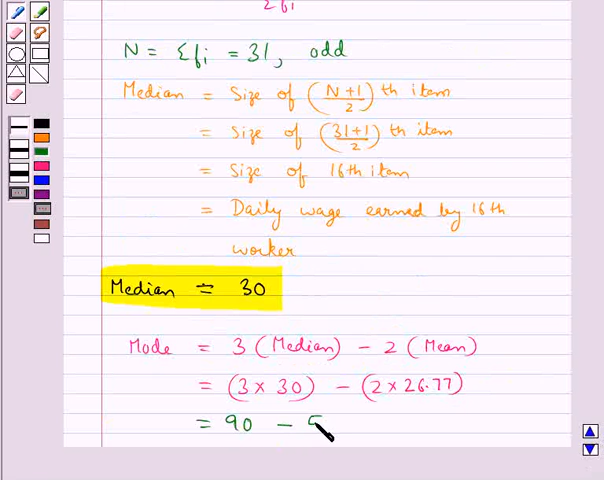 Σfi
N = Σfi = 31, odd
Median = Size of (N+1/2) th item
= Size of (31+1/2) th item
= Size of 16th item
= Daily wage earned by 16th
worker
Median = 30
Mode = 3 (Median) - 2 (Mean)
= (3 × 30) - (2 × 26.77)
= 90 - 5